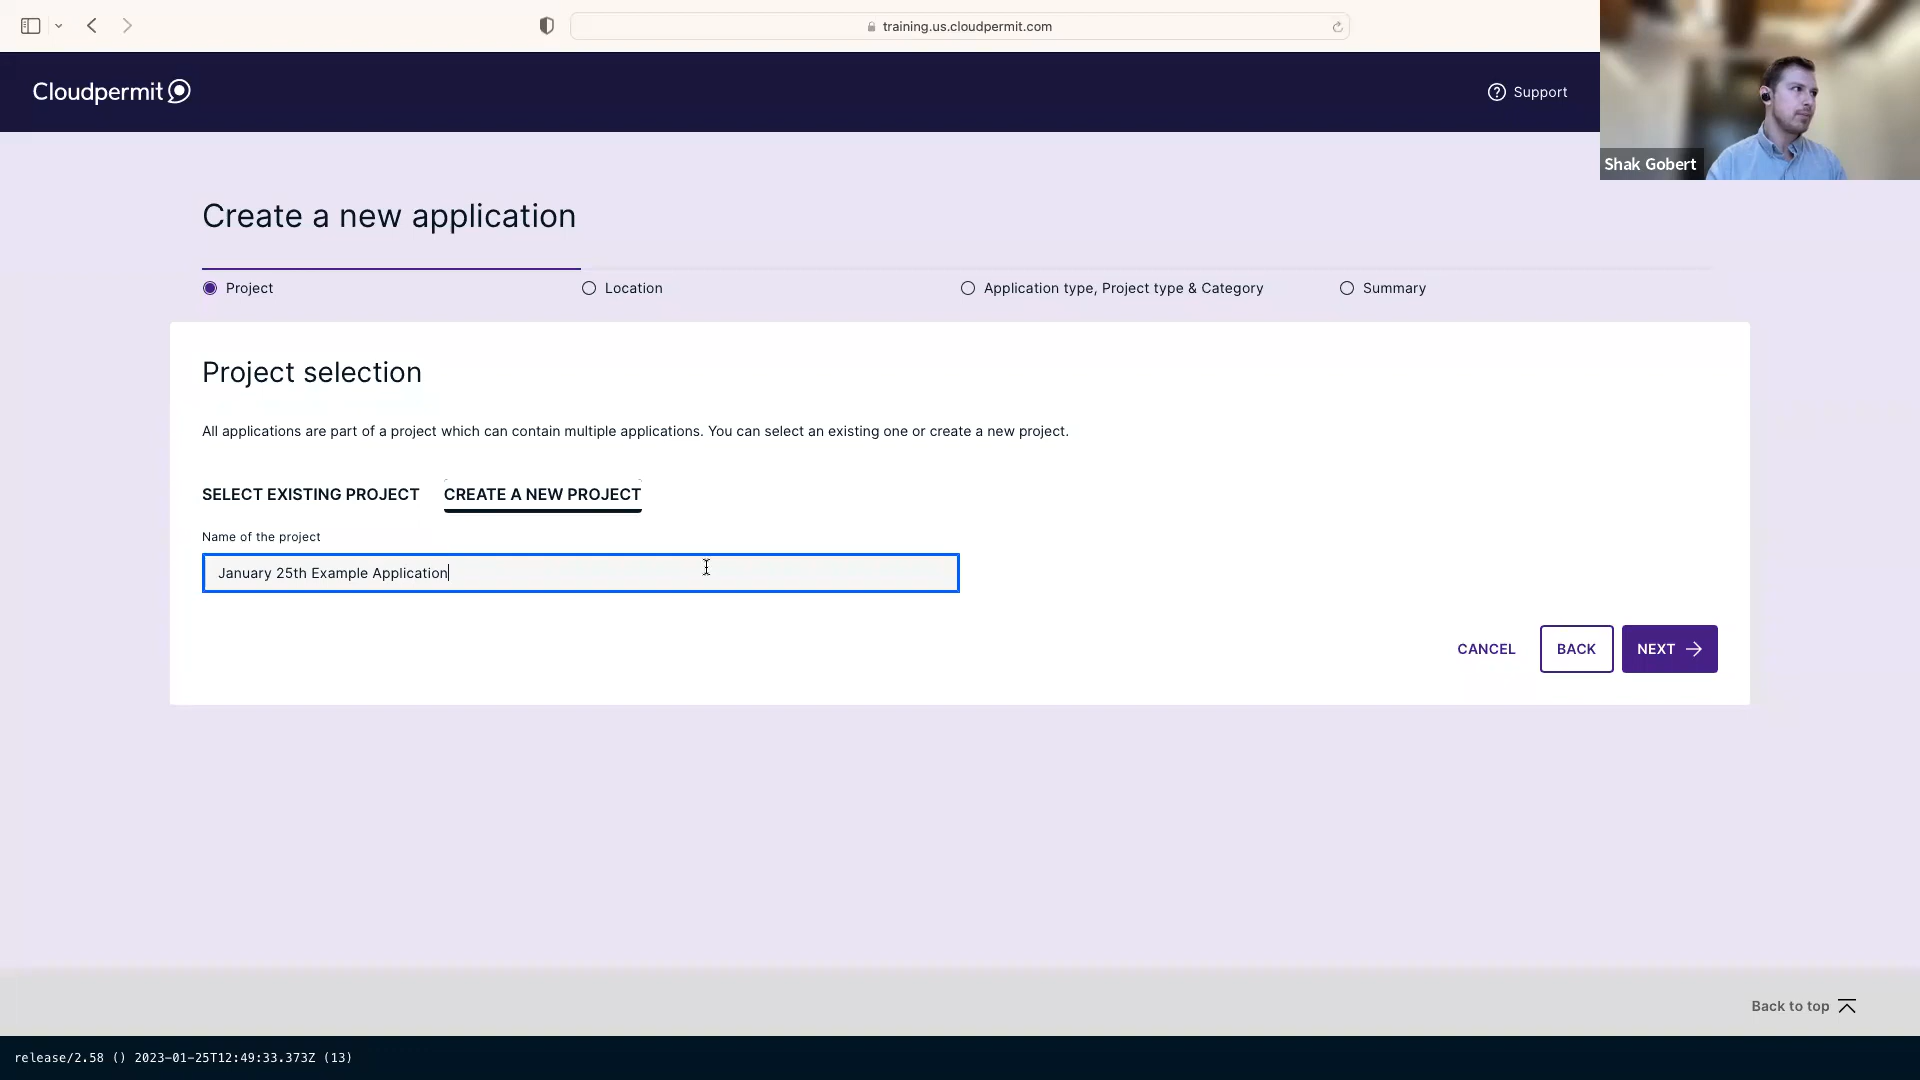 training.us.cloudpermit.com
Cloudpermit
Support
Shak Gobert
Create a new application
Project
Location
Application type, Project type & Category
Summary
Project selection
All applications are part of a project which can contain multiple applications. You can select an existing one or create a new project.
SELECT EXISTING PROJECT
CREATE A NEW PROJECT
Name of the project
January 25th Example Application
CANCEL
BACK
NEXT
Back to top
release/2.58 () 2023-01-25T12:49:33.373Z (13)